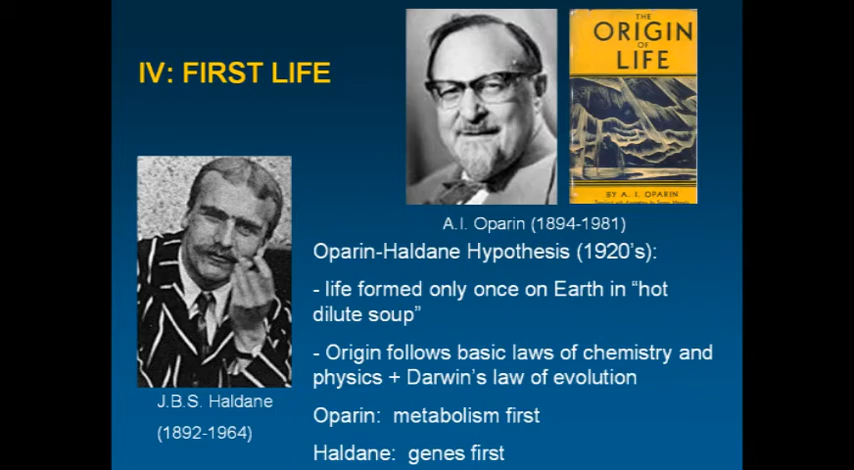 IV: FIRST LIFE
THE
ORIGIN
OF
LIFE
BY A. I. OPARIN
A.I. Oparin (1894-1981)
Oparin-Haldane Hypothesis (1920's):
- life formed only once on Earth in "hot
dilute soup"
- Origin follows basic laws of chemistry and
physics + Darwin's law of evolution
Oparin: metabolism first
Haldane: genes first
J.B.S. Haldane
(1892-1964)